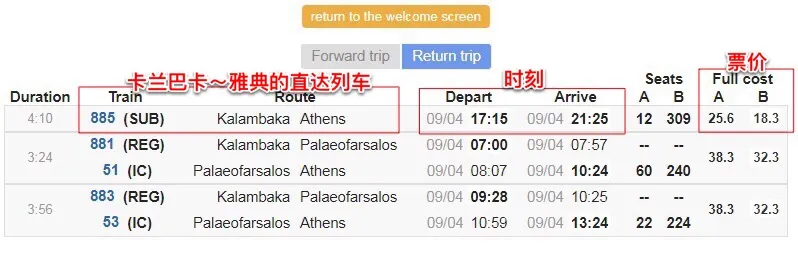 return to the welcome screen
Forward trip Return trip
卡兰巴卡～雅典的直达列车 时刻 票价
Seats Full cost
Duration Train Route Depart Arrive A B A B
4:10 885 (SUB) Kalambaka Athens 09/04 17:15 09/04 21:25 12 309 25.6 18.3
881 (REG) Kalambaka Palaeofarsalos 09/04 07:00 09/04 07:57 -- --
3:24 38.3 32.3
51 (IC) Palaeofarsalos Athens 09/04 08:07 09/04 10:24 60 240
883 (REG) Kalambaka Palaeofarsalos 09/04 09:28 09/04 10:25 -- --
3:56 38.3 32.3
53 (IC) Palaeofarsalos Athens 09/04 10:59 09/04 13:24 22 224